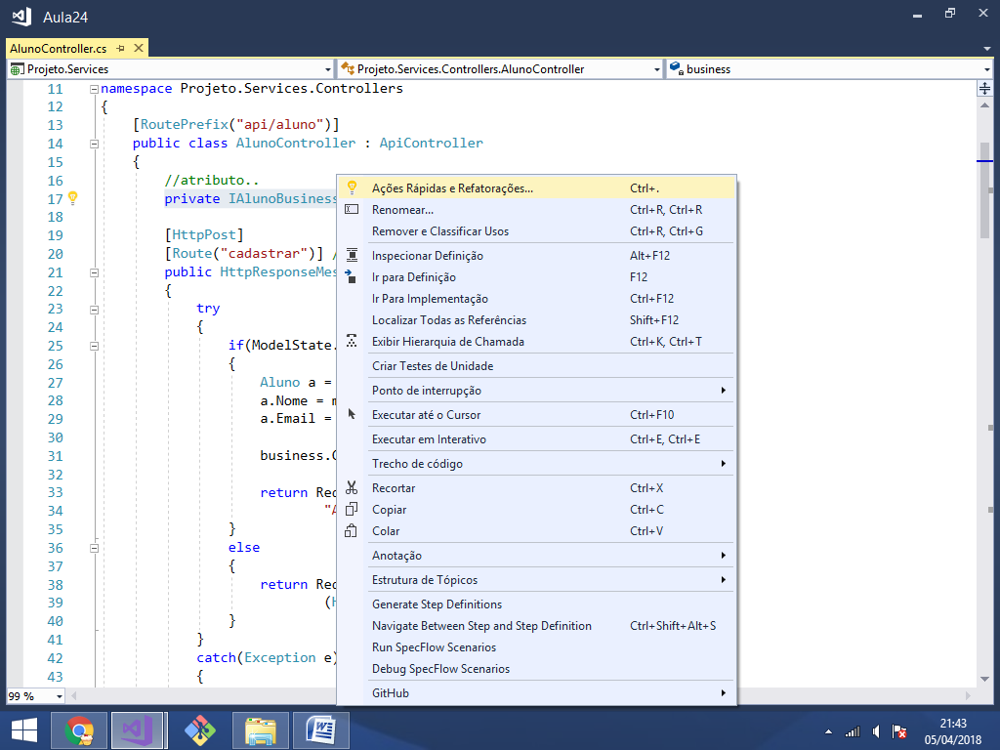 Aula24
AlunoController.cs
Projeto.Services
Projeto.Services.Controllers.AlunoController
business
11 namespace Projeto.Services.Controllers
12 {
13 [RoutePrefix("api/aluno")]
14 public class AlunoController : ApiController
15 {
16 //atributo..
17 private IAlunoBusiness
18
19 [HttpPost]
20 [Route("cadastrar")] /
21 public HttpResponseMes
22 {
23 try
24 {
25 if(ModelState.
26 {
27 Aluno a =
28 a.Nome = m
29 a.Email =
30
31 business.C
32
33 return Req
34 "A
35 }
36 else
37 {
38 return Req
39 (H
40 }
41 }
42 catch(Exception e)
43 {
Ações Rápidas e Refatorações... Ctrl+.
Renomear... Ctrl+R, Ctrl+R
Remover e Classificar Usos Ctrl+R, Ctrl+G
Inspecionar Definição Alt+F12
Ir para Definição F12
Ir Para Implementação Ctrl+F12
Localizar Todas as Referências Shift+F12
Exibir Hierarquia de Chamada Ctrl+K, Ctrl+T
Criar Testes de Unidade
Ponto de interrupção
Executar até o Cursor Ctrl+F10
Executar em Interativo Ctrl+E, Ctrl+E
Trecho de código
Recortar Ctrl+X
Copiar Ctrl+C
Colar Ctrl+V
Anotação
Estrutura de Tópicos
Generate Step Definitions
Navigate Between Step and Step Definition Ctrl+Shift+Alt+S
Run SpecFlow Scenarios
Debug SpecFlow Scenarios
GitHub
99 %
21:43
05/04/2018